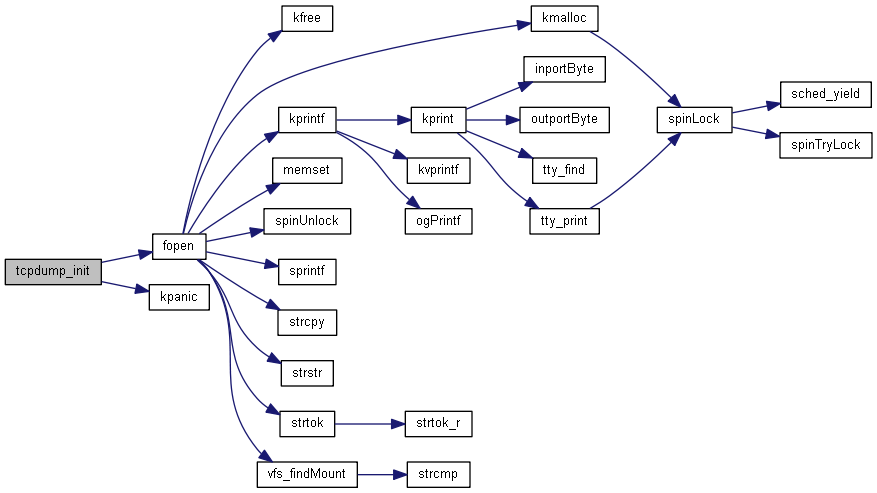 kfree
kmalloc
inportByte
sched_yield
kprintf
kprint
outportByte
spinLock
spinTryLock
memset
kvprintf
tty_find
spinUnlock
ogPrintf
tty_print
fopen
tcpdump_init
sprintf
kpanic
strcpy
strstr
strtok
strtok_r
vfs_findMount
strcmp